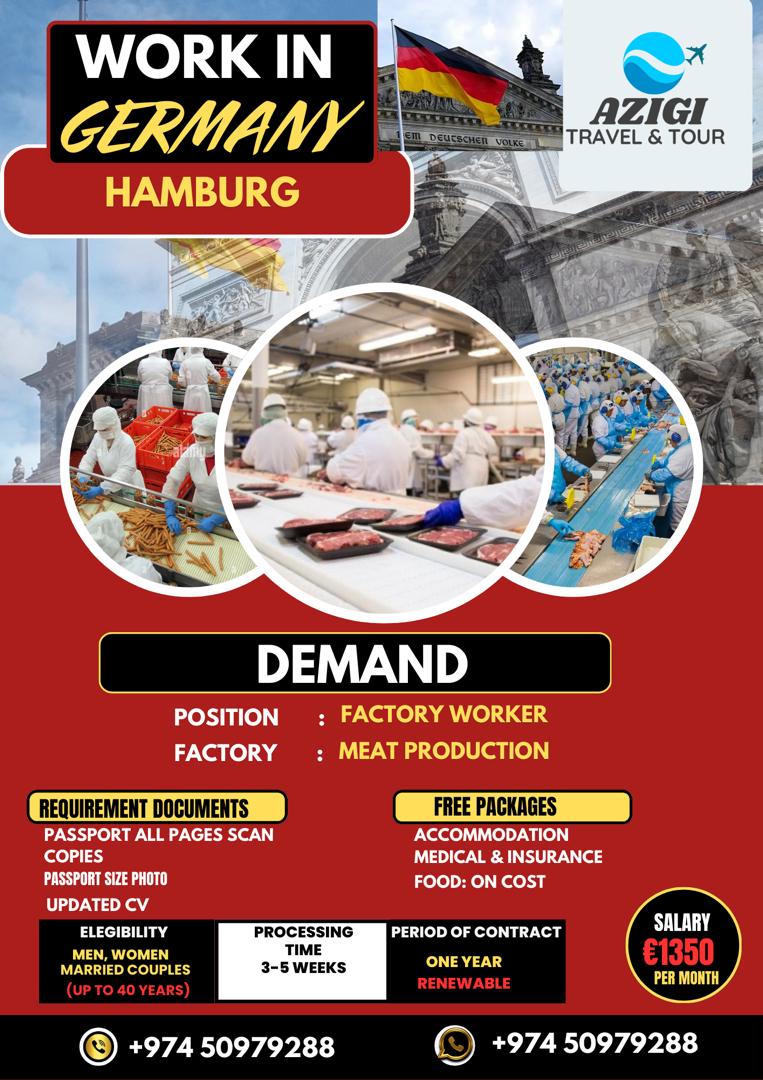 WORK IN
GERMANY
HAMBURG
DEM DEUTSCHEN VOLKE
AZIGI
TRAVEL & TOUR
alamy
DEMAND
POSITION : FACTORY WORKER
FACTORY : MEAT PRODUCTION
REQUIREMENT DOCUMENTS
PASSPORT ALL PAGES SCAN
COPIES
PASSPORT SIZE PHOTO
UPDATED CV
FREE PACKAGES
ACCOMMODATION
MEDICAL & INSURANCE
FOOD: ON COST
ELEGIBILITY
MEN, WOMEN
MARRIED COUPLES
(UP TO 40 YEARS)
PROCESSING
TIME
3-5 WEEKS
PERIOD OF CONTRACT
ONE YEAR
RENEWABLE
SALARY
€1350
PER MONTH
+974 50979288
+974 50979288